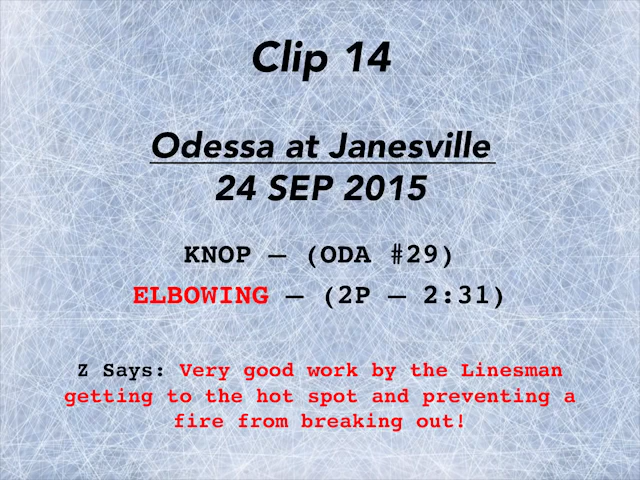 Clip 14
Odessa at Janesville
24 SEP 2015
KNOP – (ODA #29)
ELBOWING – (2P – 2:31)
Z Says: Very good work by the Linesman
getting to the hot spot and preventing a
fire from breaking out!